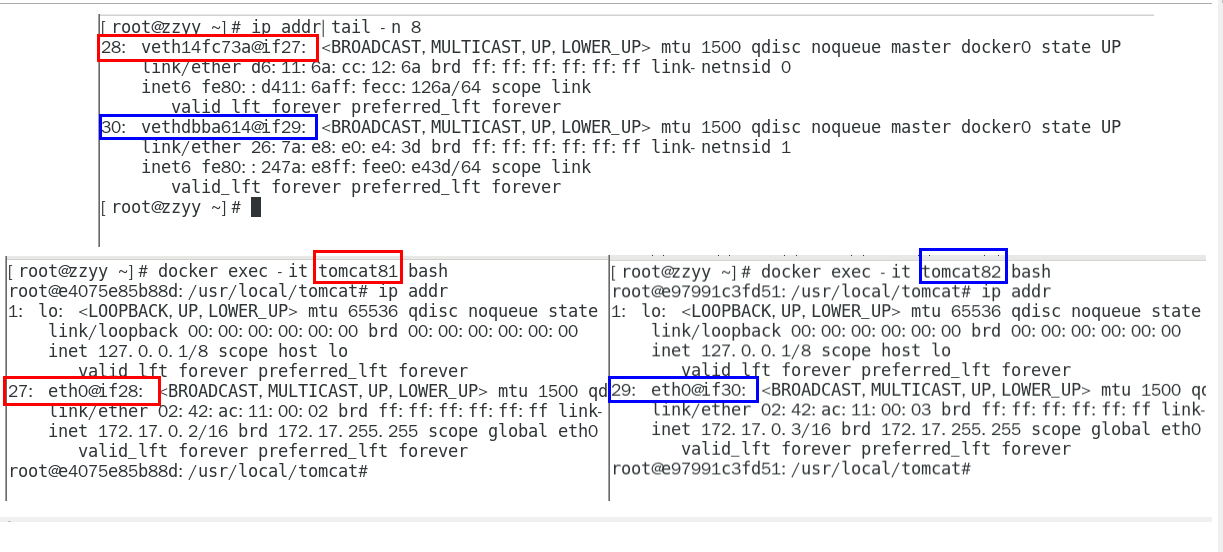 [root@zzyy ~]# ip addr| tail -n 8
28: veth14fc73a@if27: <BROADCAST,MULTICAST,UP,LOWER_UP> mtu 1500 qdisc noqueue master docker0 state UP
link/ether d6:11:6a:cc:12:6a brd ff:ff:ff:ff:ff:ff link-netnsid 0
inet6 fe80::d411:6aff:fecc:126a/64 scope link
valid_lft forever preferred_lft forever
30: vethdbba614@if29: <BROADCAST,MULTICAST,UP,LOWER_UP> mtu 1500 qdisc noqueue master docker0 state UP
link/ether 26:7a:e8:e0:e4:3d brd ff:ff:ff:ff:ff:ff link-netnsid 1
inet6 fe80::247a:e8ff:fee0:e43d/64 scope link
valid_lft forever preferred_lft forever
[root@zzyy ~]#
[root@zzyy ~]# docker exec -it tomcat81 bash
root@e4075e85b88d:/usr/local/tomcat# ip addr
1: lo: <LOOPBACK,UP,LOWER_UP> mtu 65536 qdisc noqueue state
link/loopback 00:00:00:00:00:00 brd 00:00:00:00:00:00
inet 127.0.0.1/8 scope host lo
valid_lft forever preferred_lft forever
27: eth0@if28: <BROADCAST,MULTICAST,UP,LOWER_UP> mtu 1500 qd
link/ether 02:42:ac:11:00:02 brd ff:ff:ff:ff:ff:ff link-
inet 172.17.0.2/16 brd 172.17.255.255 scope global eth0
valid_lft forever preferred_lft forever
root@e4075e85b88d:/usr/local/tomcat#
[root@zzyy ~]# docker exec -it tomcat82 bash
root@e97991c3fd51:/usr/local/tomcat# ip addr
1: lo: <LOOPBACK,UP,LOWER_UP> mtu 65536 qdisc noqueue state
link/loopback 00:00:00:00:00:00 brd 00:00:00:00:00:00
inet 127.0.0.1/8 scope host lo
valid_lft forever preferred_lft forever
29: eth0@if30: <BROADCAST,MULTICAST,UP,LOWER_UP> mtu 1500 qd
link/ether 02:42:ac:11:00:03 brd ff:ff:ff:ff:ff:ff link-
inet 172.17.0.3/16 brd 172.17.255.255 scope global eth0
valid_lft forever preferred_lft forever
root@e97991c3fd51:/usr/local/tomcat#